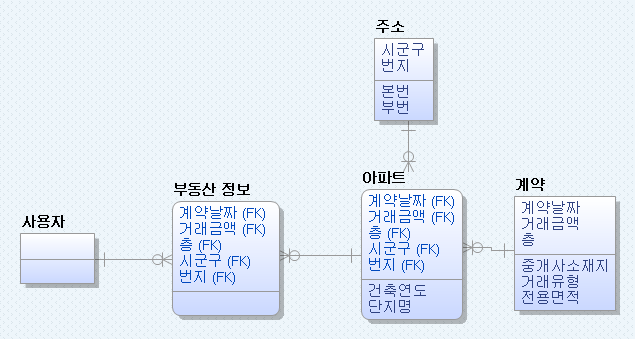 주소
시군구
번지
본번
부번
사용자
부동산 정보
계약날짜 (FK)
거래금액 (FK)
층 (FK)
시군구 (FK)
번지 (FK)
아파트
계약날짜 (FK)
거래금액 (FK)
층 (FK)
시군구 (FK)
번지 (FK)
건축연도
단지명
계약
계약날짜
거래금액
층
중개사소재지
거래유형
전용면적